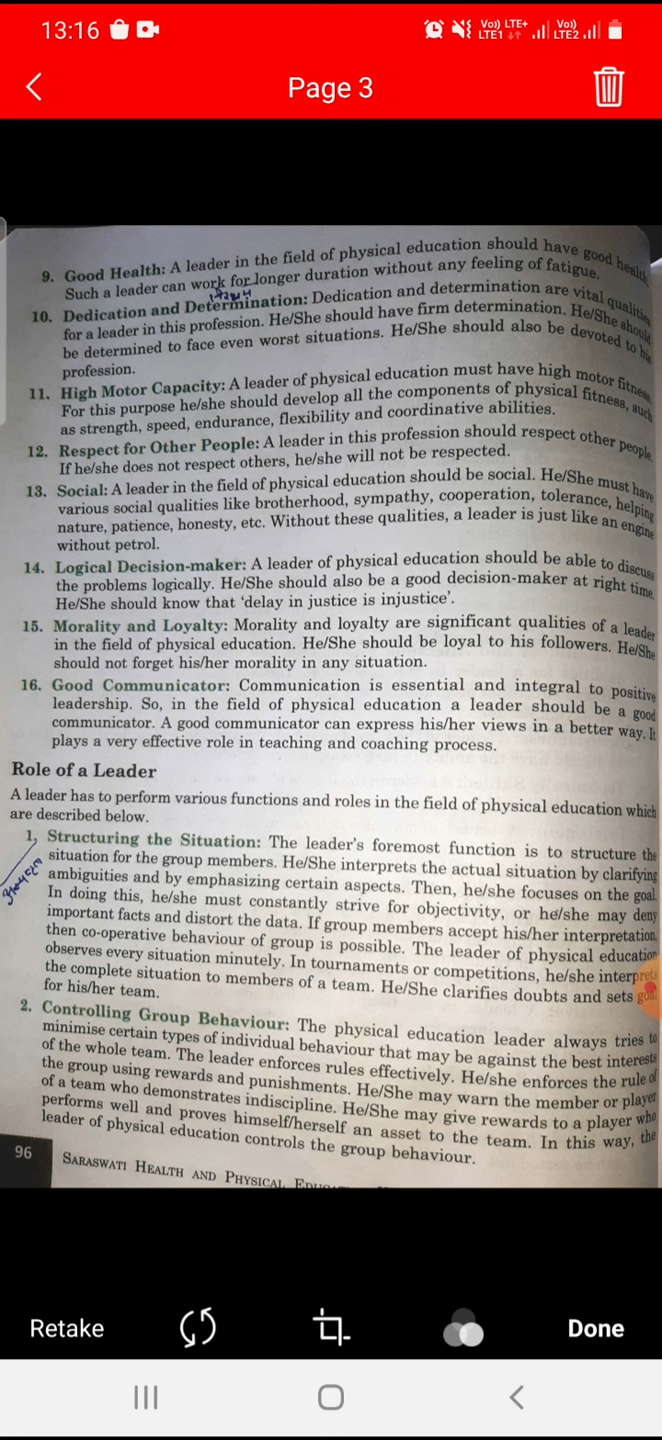 13:16
Vo)) LTE+
LTE1
Vo))
LTE2
Page 3
9. Good Health: A leader in the field of physical education should have good health.
Such a leader can work for longer duration without any feeling of fatigue.
10. Dedication and Determination: Dedication and determination are vital qualities
for a leader in this profession. He/She should have firm determination. He/She should
be determined to face even worst situations. He/She should also be devoted to his
profession.
11. High Motor Capacity: A leader of physical education must have high motor fitness.
For this purpose he/she should develop all the components of physical fitness, such
as strength, speed, endurance, flexibility and coordinative abilities.
12. Respect for Other People: A leader in this profession should respect other people.
If he/she does not respect others, he/she will not be respected.
13. Social: A leader in the field of physical education should be social. He/She must have
various social qualities like brotherhood, sympathy, cooperation, tolerance, helping
nature, patience, honesty, etc. Without these qualities, a leader is just like an engine
without petrol.
14. Logical Decision-maker: A leader of physical education should be able to discuss
the problems logically. He/She should also be a good decision-maker at right time.
He/She should know that ‘delay in justice is injustice’.
15. Morality and Loyalty: Morality and loyalty are significant qualities of a leader
in the field of physical education. He/She should be loyal to his followers. He/She
should not forget his/her morality in any situation.
16. Good Communicator: Communication is essential and integral to positive
leadership. So, in the field of physical education a leader should be a good
communicator. A good communicator can express his/her views in a better way. It
plays a very effective role in teaching and coaching process.
Role of a Leader
A leader has to perform various functions and roles in the field of physical education which
are described below.
1. Structuring the Situation: The leader’s foremost function is to structure the
situation for the group members. He/She interprets the actual situation by clarifying
ambiguities and by emphasizing certain aspects. Then, he/she focuses on the goal.
In doing this, he/she must constantly strive for objectivity, or he/she may deny
important facts and distort the data. If group members accept his/her interpretation,
then co-operative behaviour of group is possible. The leader of physical education
observes every situation minutely. In tournaments or competitions, he/she interprets
the complete situation to members of a team. He/She clarifies doubts and sets goal
for his/her team.
2. Controlling Group Behaviour: The physical education leader always tries to
minimise certain types of individual behaviour that may be against the best interests
of the whole team. The leader enforces rules effectively. He/she enforces the rule of
the group using rewards and punishments. He/She may warn the member or player
of a team who demonstrates indiscipline. He/She may give rewards to a player who
performs well and proves himself/herself an asset to the team. In this way, the
leader of physical education controls the group behaviour.
96
SARASWATI HEALTH AND PHYSICAL
Retake
Done